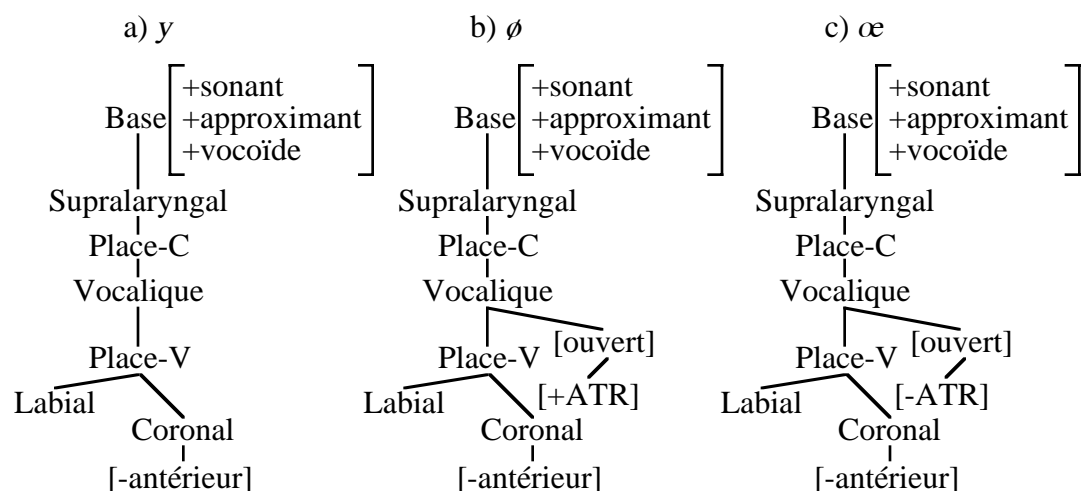 a) y b) ø c) œ
+sonant +sonant +sonant
Base +approximant Base +approximant Base +approximant
+vocoïde +vocoïde +vocoïde
Supralaryngal Supralaryngal Supralaryngal
Place-C Place-C Place-C
Vocalique Vocalique Vocalique
Place-V Place-V [ouvert] Place-V [ouvert]
Labial Labial [+ATR] Labial [-ATR]
Coronal Coronal Coronal
[-antérieur] [-antérieur] [-antérieur]